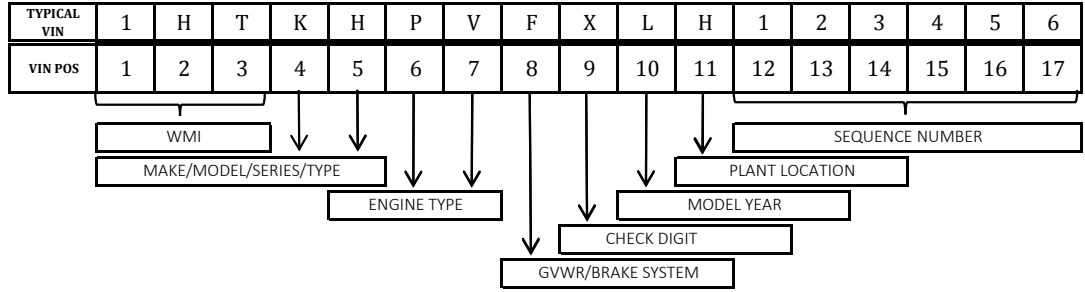 TYPICAL VIN 1 H T K H P V F X L H 1 2 3 4 5 6
VIN POS 1 2 3 4 5 6 7 8 9 10 11 12 13 14 15 16 17
WMI SEQUENCE NUMBER
MAKE/MODEL/SERIES/TYPE PLANT LOCATION
ENGINE TYPE MODEL YEAR
CHECK DIGIT
GVWR/BRAKE SYSTEM